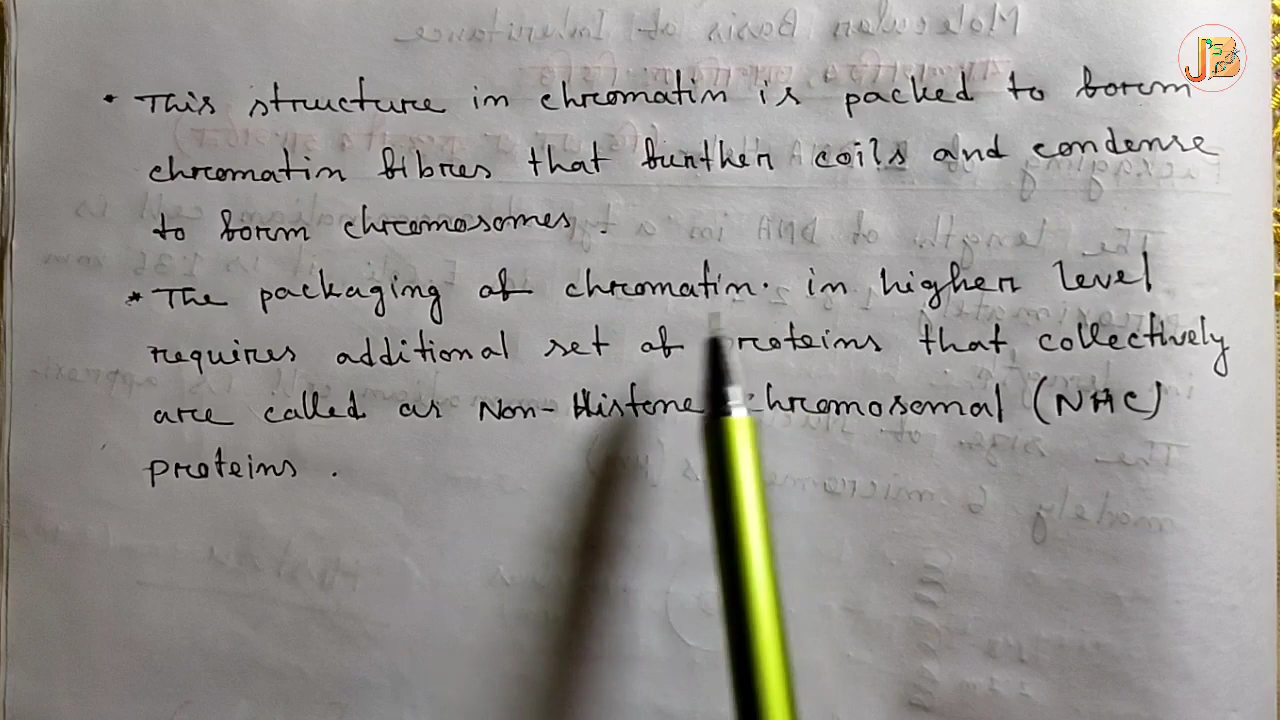 • This structure in chromatin is packed to form
chromatin fibres that further coils and condense
to form chromosomes.
* The packaging of chromatin. in higher level
requires additional set of proteins that collectively
are called as Non-Histone chromosomal (NHC)
proteins.